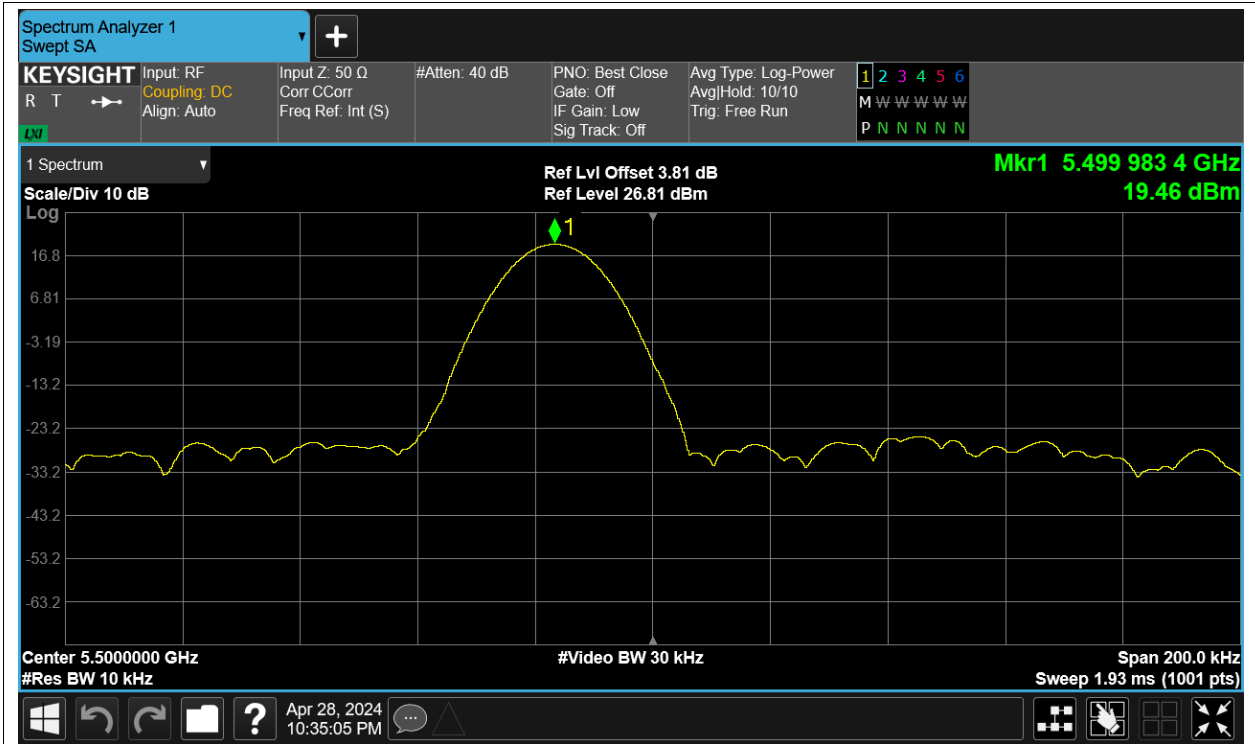 Spectrum Analyzer 1
Swept SA
KEYSIGHT
R T
LXI
Input: RF
Coupling: DC
Align: Auto
Input Z: 50 Ω
Corr CCorr
Freq Ref: Int (S)
#Atten: 40 dB
PNO: Best Close
Gate: Off
IF Gain: Low
Sig Track: Off
Avg Type: Log-Power
Avg|Hold: 10/10
Trig: Free Run
1 2 3 4 5 6
M W W W W W
P N N N N N
1 Spectrum
Scale/Div 10 dB
Log
Ref Lvl Offset 3.81 dB
Ref Level 26.81 dBm
Mkr1 5.499 983 4 GHz
19.46 dBm
1
16.8
6.81
-3.19
-13.2
-23.2
-33.2
-43.2
-53.2
-63.2
Center 5.5000000 GHz
#Res BW 10 kHz
#Video BW 30 kHz
Span 200.0 kHz
Sweep 1.93 ms (1001 pts)
?
Apr 28, 2024
10:35:05 PM